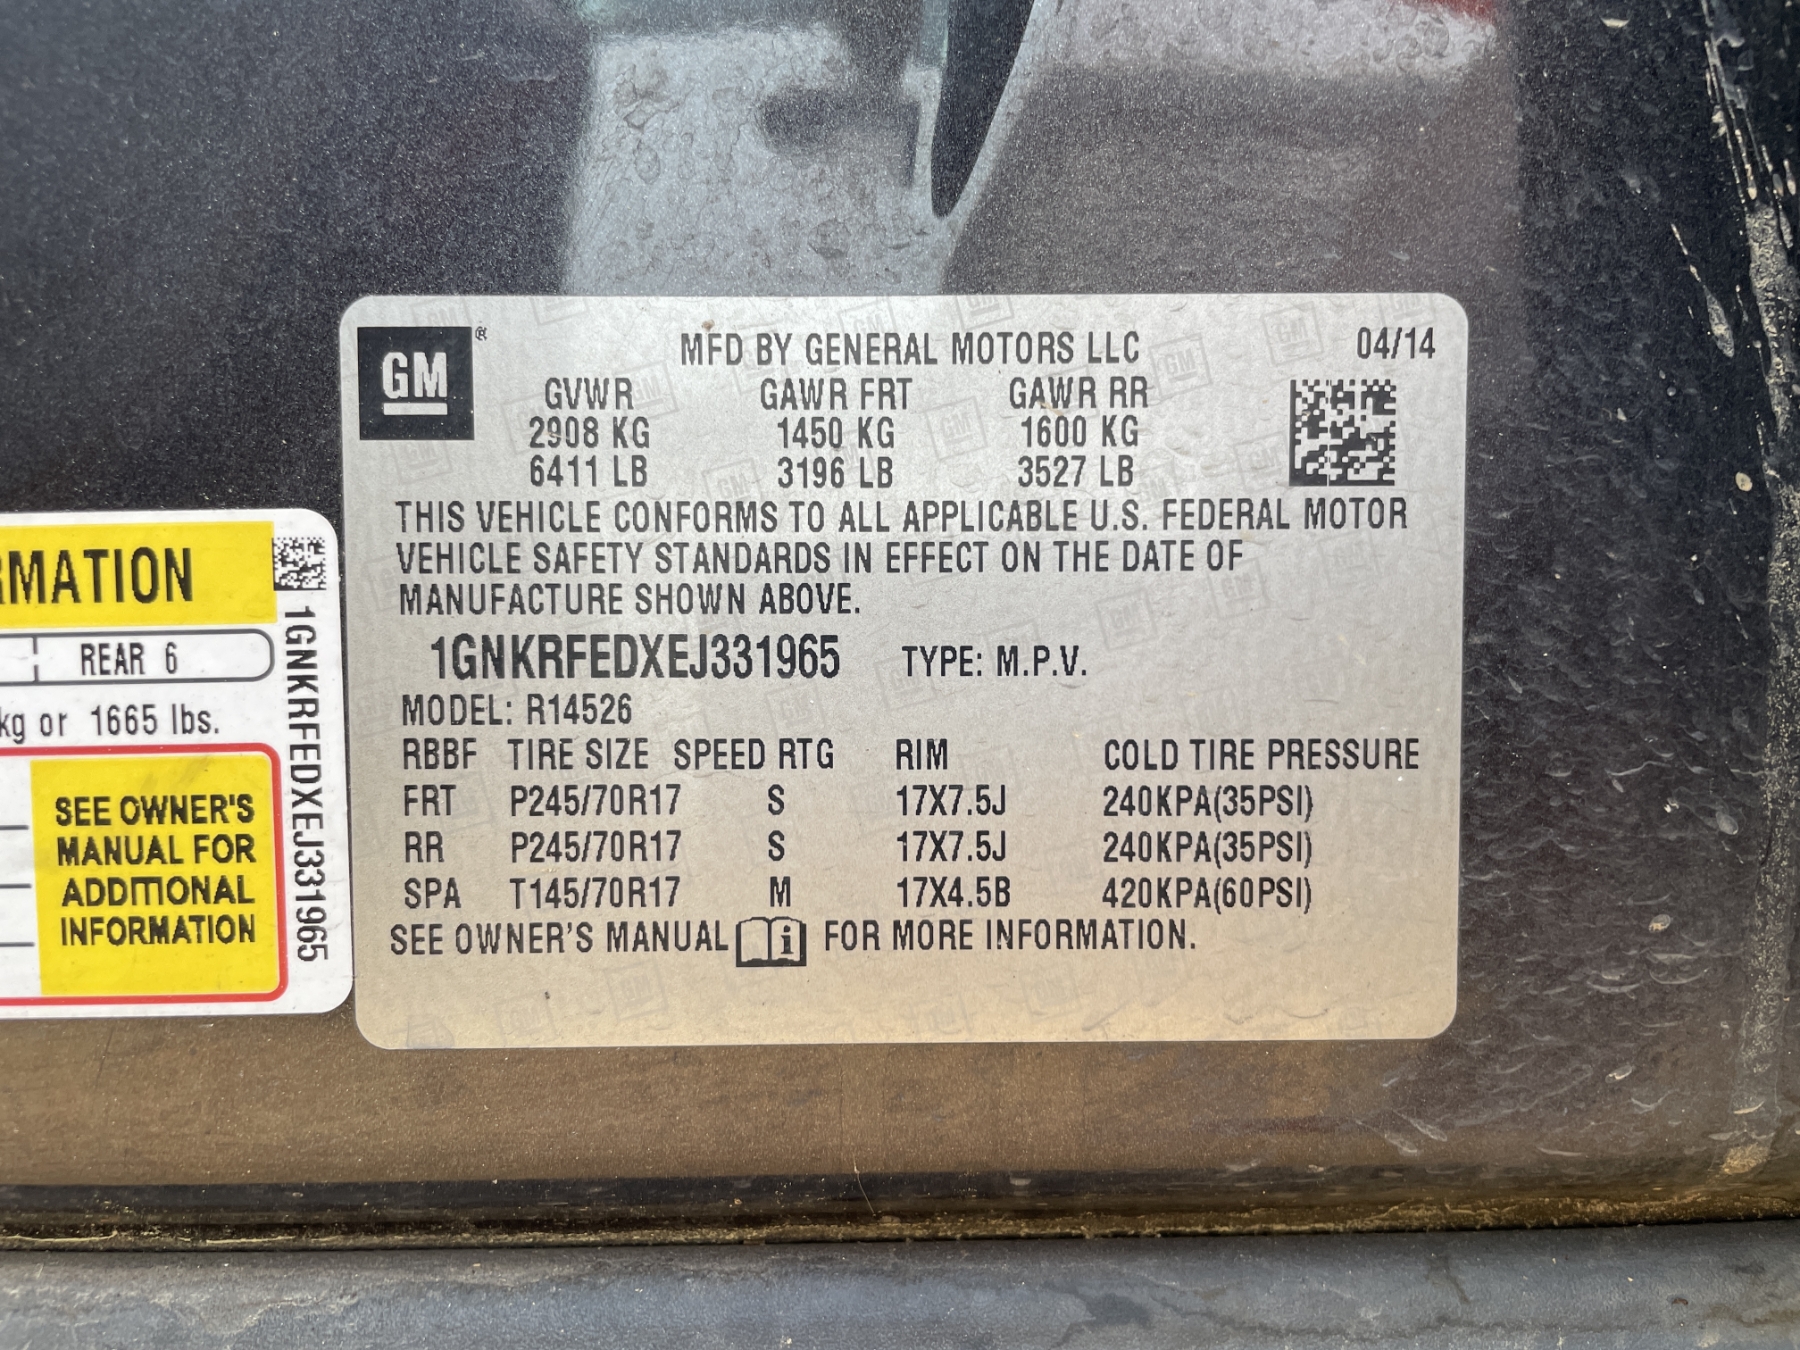 GM®
MFD BY GENERAL MOTORS LLC 04/14
GVWR GAWR FRT GAWR RR
2908 KG 1450 KG 1600 KG
6411 LB 3196 LB 3527 LB
THIS VEHICLE CONFORMS TO ALL APPLICABLE U.S. FEDERAL MOTOR
VEHICLE SAFETY STANDARDS IN EFFECT ON THE DATE OF
MANUFACTURE SHOWN ABOVE.
1GNKRFEDXEJ331965 TYPE: M.P.V.
MODEL: R14526
RBBF TIRE SIZE SPEED RTG RIM COLD TIRE PRESSURE
FRT P245/70R17 S 17X7.5J 240KPA(35PSI)
RR P245/70R17 S 17X7.5J 240KPA(35PSI)
SPA T145/70R17 M 17X4.5B 420KPA(60PSI)
SEE OWNER'S MANUAL i FOR MORE INFORMATION.
RMATION
REAR 6
kg or 1665 lbs.
SEE OWNER'S
MANUAL FOR
ADDITIONAL
INFORMATION
1GNKRFEDXEJ331965